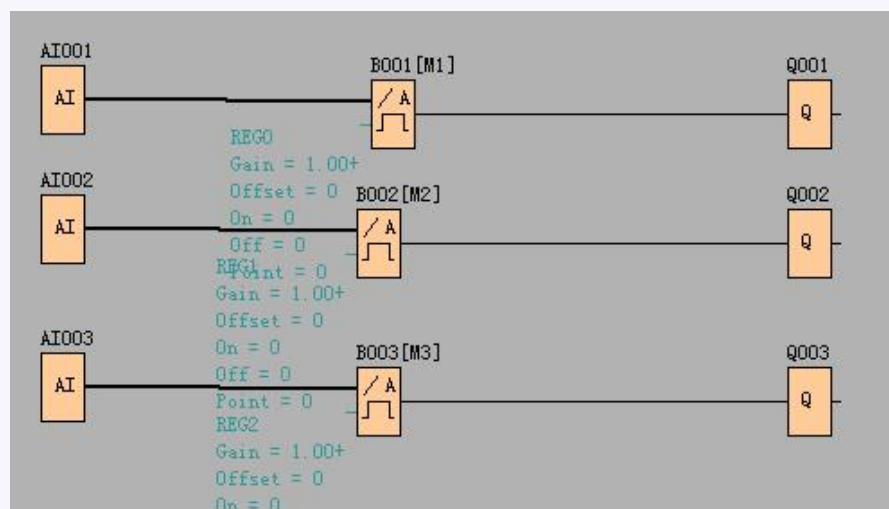 AI001
AI
B001[M1]
A
Q001
Q
REG0
Gain = 1.00+
Offset = 0
On = 0
Off = 0
Point = 0
AI002
AI
B002[M2]
A
Q002
Q
REG1
Gain = 1.00+
Offset = 0
On = 0
Off = 0
Point = 0
AI003
AI
B003[M3]
A
Q003
Q
REG2
Gain = 1.00+
Offset = 0
On = 0